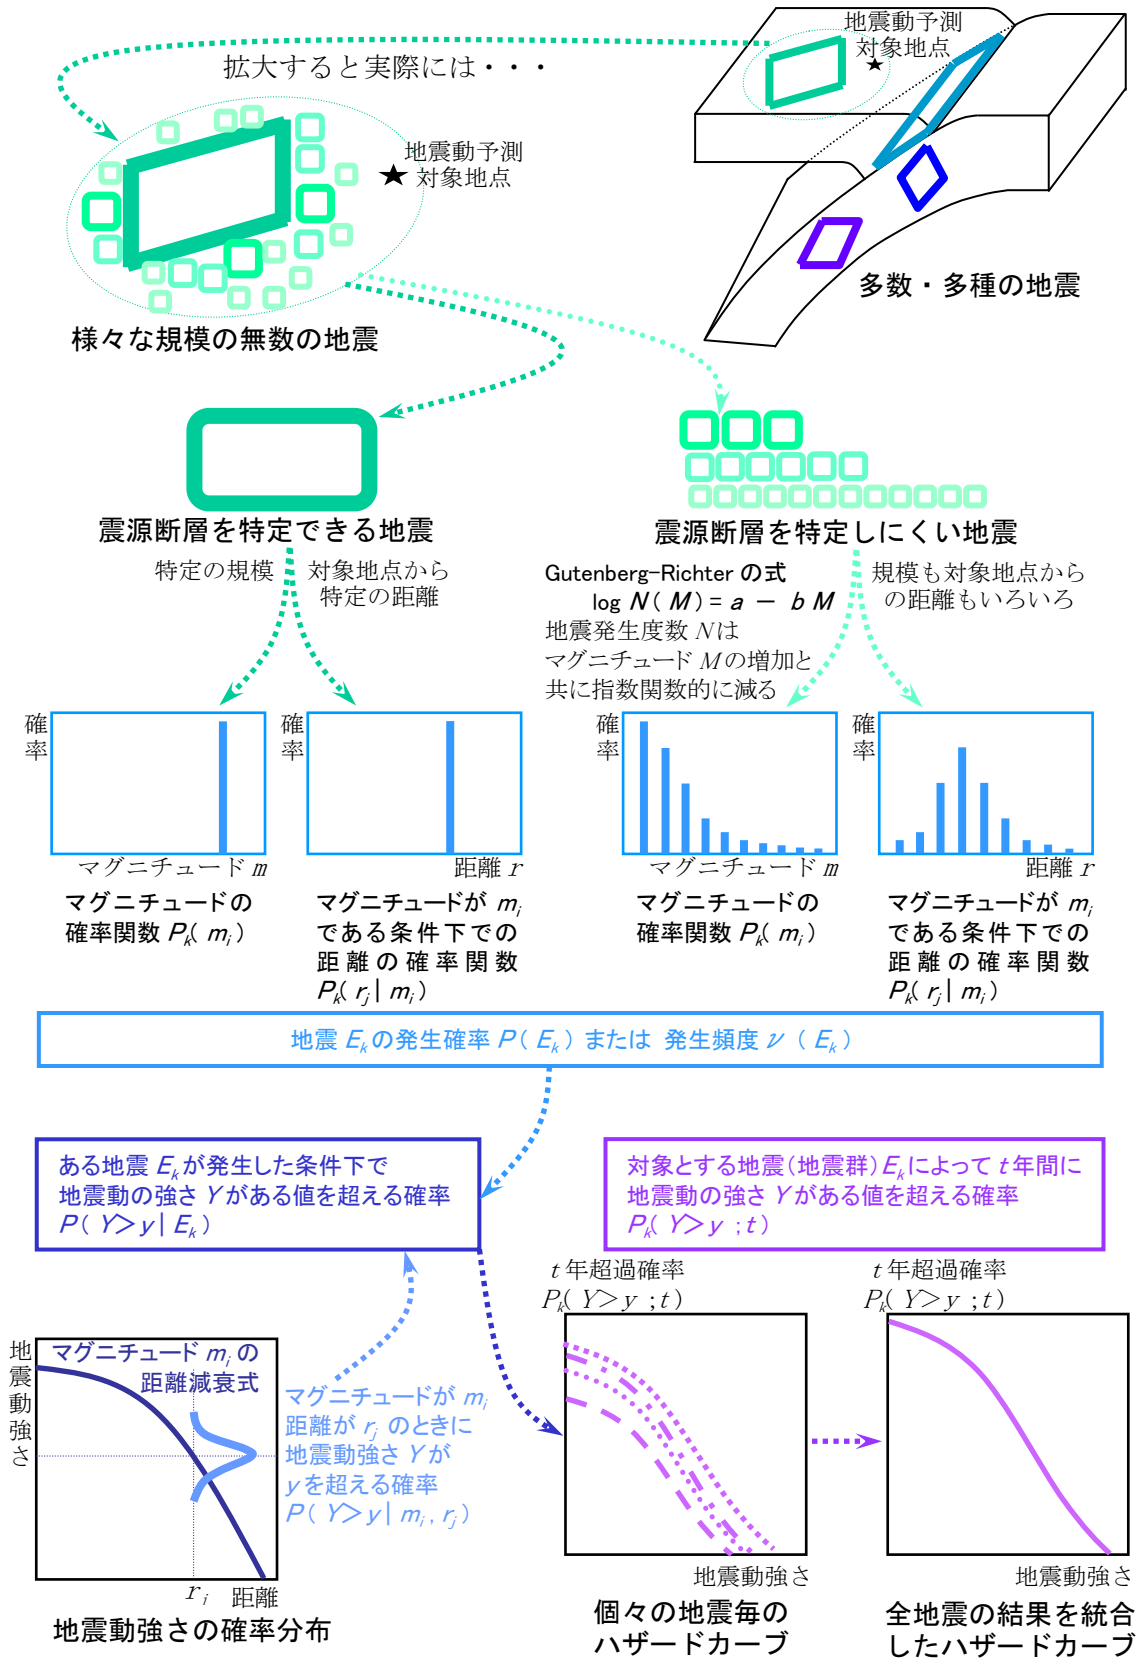 拡大すると実際には・・・
地震動予測
対象地点
地震動予測
対象地点
多数・多種の地震
様々な規模の無数の地震
震源断層を特定できる地震
特定の規模
対象地点から
特定の距離
震源断層を特定しにくい地震
Gutenberg-Richter の式
log N( M ) = a － b M
地震発生度数 Nは
マグニチュード Mの増加と
共に指数関数的に減る
規模も対象地点から
の距離もいろいろ
確率
マグニチュード m
マグニチュードの
確率関数 Pk( mi )
確率
距離 r
マグニチュードが mi
である条件下での
距離の確率関数
Pk( rj | mi )
確率
マグニチュード m
マグニチュードの
確率関数 Pk( mi )
確率
距離 r
マグニチュードが mi
である条件下での
距離の確率関数
Pk( rj | mi )
地震 Ekの発生確率 P( Ek ) または 発生頻度 ν ( Ek )
ある地震 Ekが発生した条件下で
地震動の強さ Yがある値を超える確率
P( Y＞y | Ek )
対象とする地震（地震群）Ekによって t 年間に
地震動の強さ Yがある値を超える確率
Pk( Y＞y ; t )
地震動強さ
マグニチュード miの
距離減衰式
ri
距離
地震動強さの確率分布
マグニチュードが mi
距離が rj のときに
地震動強さ Yが
yを超える確率
P( Y＞y | mi , rj )
t 年超過確率
Pk( Y＞y ; t )
地震動強さ
個々の地震毎の
ハザードカーブ
t 年超過確率
Pk( Y＞y ; t )
地震動強さ
全地震の結果を統合
したハザードカーブ